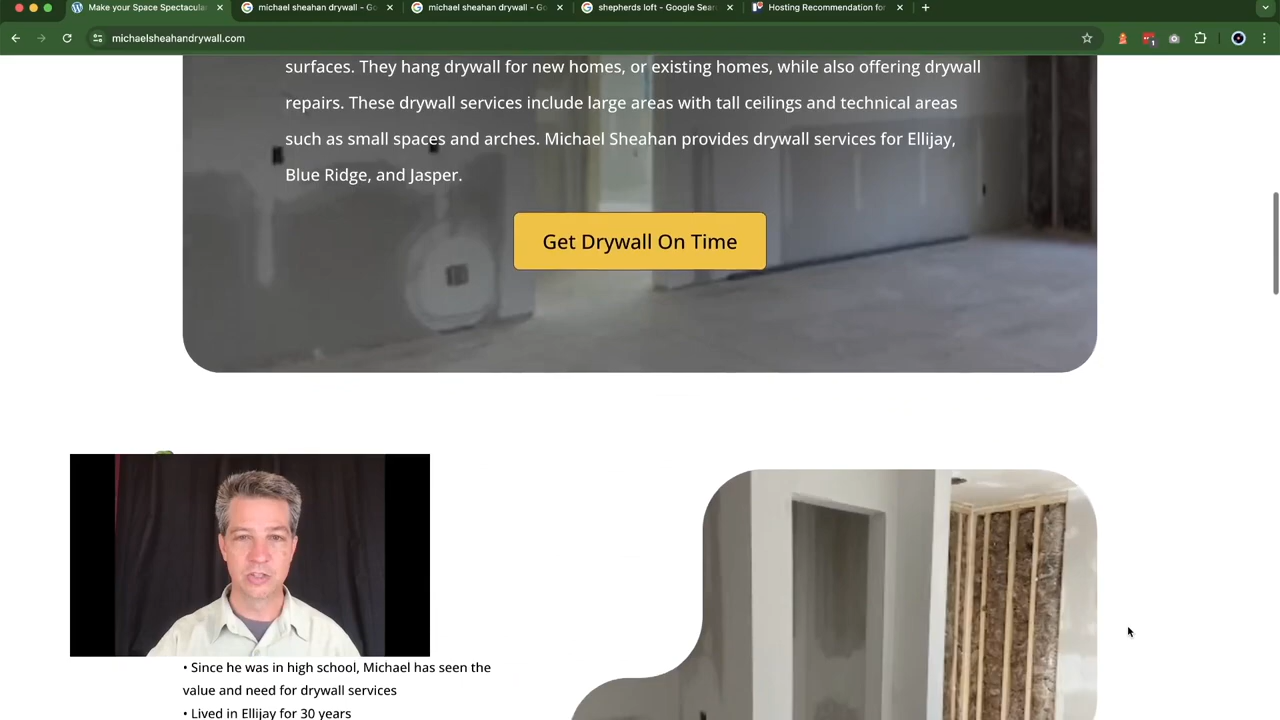 Make your Space Spectacular
michael sheahan drywall - Go
michael sheahan drywall - Go
shepherds loft - Google Sear
Hosting Recommendation for
michaelsheahandrywall.com
surfaces. They hang drywall for new homes, or existing homes, while also offering drywall
repairs. These drywall services include large areas with tall ceilings and technical areas
such as small spaces and arches. Michael Sheahan provides drywall services for Ellijay,
Blue Ridge, and Jasper.
Get Drywall On Time
• Since he was in high school, Michael has seen the
value and need for drywall services
• Lived in Ellijay for 30 years